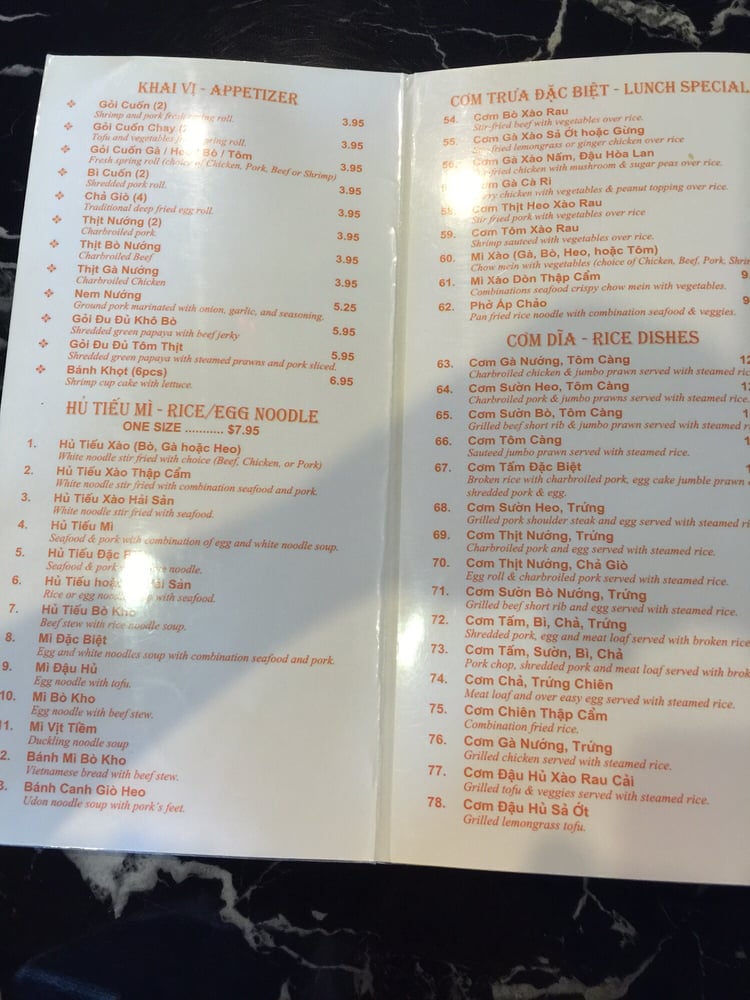 KHAI VỊ - APPETIZER
Gỏi Cuốn (2)
Shrimp and pork fresh spring roll. 3.95
Gỏi Cuốn Chay
Tofu and vegetables spring roll. 3.95
Gỏi Cuốn Gà / Heo / Bò / Tôm
Fresh spring roll (choice of Chicken, Pork, Beef or Shrimp) 3.95
Bì Cuốn (2)
Shredded pork roll. 3.95
Chả Giò (4)
Traditional deep fried egg roll. 3.95
Thịt Nướng (2)
Charbroiled pork 3.95
Thịt Bò Nướng
Charbroiled Beef 3.95
Thịt Gà Nướng
Charbroiled Chicken 3.95
Nem Nướng
Ground pork marinated with onion, garlic, and seasoning. 5.25
Gỏi Đu Đủ Khô Bò
Shredded green papaya with beef jerky 5.95
Gỏi Đu Đủ Tôm Thịt
Shredded green papaya with steamed prawns and pork sliced. 5.95
Bánh Khọt (6pcs)
Shrimp cup cake with lettuce. 6.95
HỦ TIẾU MÌ - RICE/EGG NOODLE
ONE SIZE ........... $7.95
1. Hủ Tiếu Xào (Bò, Gà hoặc Heo)
White noodle stir fried with choice (Beef, Chicken, or Pork)
2. Hủ Tiếu Xào Thập Cẩm
White noodle stir fried with combination seafood and pork.
3. Hủ Tiếu Xào Hải Sản
White noodle stir fried with seafood.
4. Hủ Tiếu Mì
Seafood & pork with combination of egg and white noodle soup.
5. Hủ Tiếu Đặc
Seafood & pork noodle.
6. Hủ Tiếu Sản
Rice or egg with seafood.
7. Hủ Tiếu Bò Kho
Beef stew with rice noodle soup.
8. Mì Đặc Biệt
Egg and white noodles soup with combination seafood and pork.
9. Mì Đậu Hủ
Egg noodle with tofu.
10. Mì Bò Kho
Egg noodle with beef stew.
11. Mì Vịt Tiềm
Duckling noodle soup
2. Bánh Mì Bò Kho
Vietnamese bread with beef stew.
3. Bánh Canh Giò Heo
Udon noodle soup with pork's feet.
CƠM TRƯA ĐẶC BIỆT - LUNCH SPECIAL
54. Cơm Bò Xào Rau
Stir-fried beef with vegetables over rice.
55. Cơm Gà Xào Sả Ớt hoặc Gừng
lemongrass or ginger chicken over rice
56. Cơm Gà Xào Nấm, Đậu Hòa Lan
chicken with mushroom & sugar peas over rice.
Cơm Gà Cà Ri
chicken with vegetables & peanut topping over rice.
58. Cơm Thịt Heo Xào Rau
Stir fried pork with vegetables over rice.
59. Cơm Tôm Xào Rau
Shrimp sauteed with vegetables over rice.
60. Mì Xào (Gà, Bò, Heo, hoặc Tôm)
Chow mein with vegetables (choice of Chicken, Beef, Pork, Shrim
61. Mì Xào Dòn Thập Cẩm 9
Combinations seafood crispy chow mein with vegetables.
62. Phở Áp Chảo 9
Pan fried rice noodle with combination seafood & veggies.
CƠM DĨA - RICE DISHES
63. Cơm Gà Nướng, Tôm Càng 12
Charbroiled chicken & jumbo prawns served with steamed ric
64. Cơm Sườn Heo, Tôm Càng 12
Charbroiled pork & jumbo prawns served with steamed rice.
65. Cơm Sườn Bò, Tôm Càng 1
Grilled beef short rib & jumbo prawn served with steamed r
66. Cơm Tôm Càng 1
Sauteed jumbo prawn served with steamed rice.
67. Cơm Tấm Đặc Biệt 1
Broken rice with charbroiled pork, egg cake jumble prawn
shredded pork & egg.
68. Cơm Sườn Heo, Trứng
Grilled pork shoulder steak and egg served with steamed ri
69. Cơm Thịt Nướng, Trứng
Charbroiled pork and egg served with steamed rice.
70. Cơm Thịt Nướng, Chả Giò
Egg roll & charbroiled pork served with steamed rice.
71. Cơm Sườn Bò Nướng, Trứng
Grilled beef short rib and egg served with steamed rice.
72. Cơm Tấm, Bì, Chả, Trứng
Shredded pork, egg and meat loaf served with broken rice
73. Cơm Tấm, Sườn, Bì, Chả
Pork chop, shredded pork and meat loaf served with brok
74. Cơm Chả, Trứng Chiên
Meat loaf and over easy egg served with steamed rice.
75. Cơm Chiên Thập Cẩm
Combination fried rice.
76. Cơm Gà Nướng, Trứng
Grilled chicken served with steamed rice.
77. Cơm Đậu Hủ Xào Rau Cải
Grilled tofu & veggies served with steamed rice.
78. Cơm Đậu Hủ Sả Ớt
Grilled lemongrass tofu.